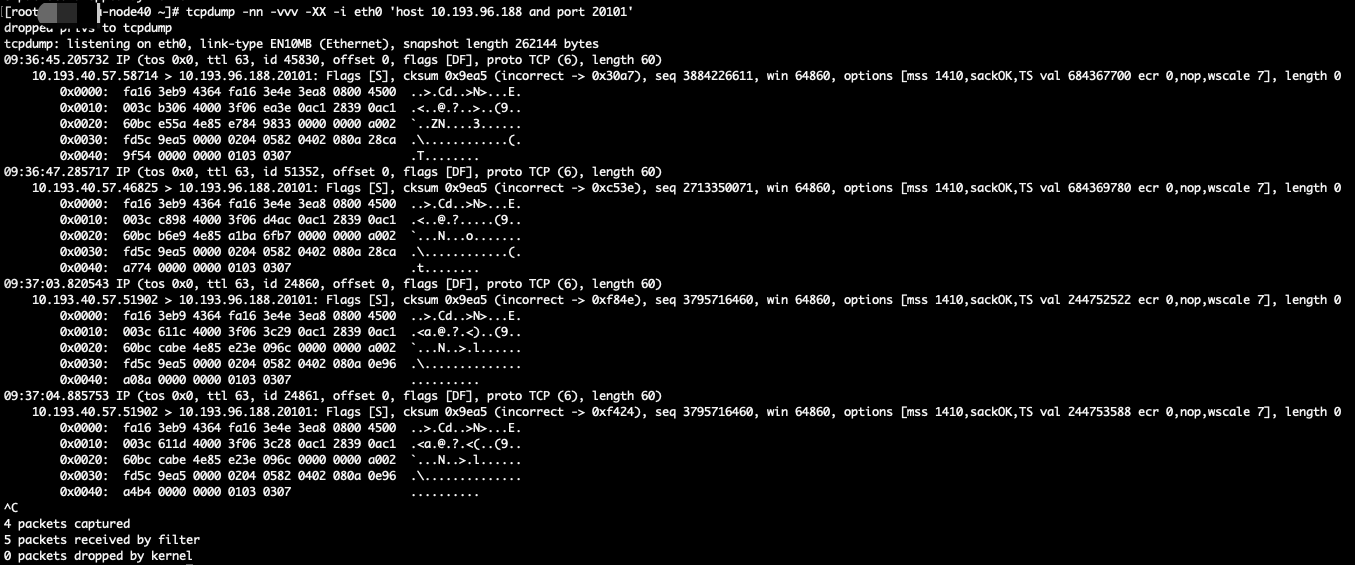 [[root      -node40 ~]# tcpdump -nn -vvv -XX -i eth0 'host 10.193.96.188 and port 20101'
dropped privs to tcpdump
tcpdump: listening on eth0, link-type EN10MB (Ethernet), snapshot length 262144 bytes
09:36:45.205732 IP (tos 0x0, ttl 63, id 45830, offset 0, flags [DF], proto TCP (6), length 60)
    10.193.40.57.58714 > 10.193.96.188.20101: Flags [S], cksum 0x9ea5 (incorrect -> 0x30a7), seq 3884226611, win 64860, options [mss 1410,sackOK,TS val 684367700 ecr 0,nop,wscale 7], length 0
        0x0000:  fa16 3eb9 4364 fa16 3e4e 3ea8 0800 4500  ..>.Cd..>N>...E.
        0x0010:  003c b306 4000 3f06 ea3e 0ac1 2839 0ac1  .<..@.?..>..(9..
        0x0020:  60bc e55a 4e85 e784 9833 0000 0000 a002  `..ZN....3......
        0x0030:  fd5c 9ea5 0000 0204 0582 0402 080a 28ca  .\............(.
        0x0040:  9f54 0000 0000 0103 0307                 .T........
09:36:47.285717 IP (tos 0x0, ttl 63, id 51352, offset 0, flags [DF], proto TCP (6), length 60)
    10.193.40.57.46825 > 10.193.96.188.20101: Flags [S], cksum 0x9ea5 (incorrect -> 0xc53e), seq 2713350071, win 64860, options [mss 1410,sackOK,TS val 684369780 ecr 0,nop,wscale 7], length 0
        0x0000:  fa16 3eb9 4364 fa16 3e4e 3ea8 0800 4500  ..>.Cd..>N>...E.
        0x0010:  003c c898 4000 3f06 d4ac 0ac1 2839 0ac1  .<..@.?.....(9..
        0x0020:  60bc b6e9 4e85 a1ba 6fb7 0000 0000 a002  `...N...o.......
        0x0030:  fd5c 9ea5 0000 0204 0582 0402 080a 28ca  .\............(.
        0x0040:  a774 0000 0000 0103 0307                 .t........
09:37:03.820543 IP (tos 0x0, ttl 63, id 24860, offset 0, flags [DF], proto TCP (6), length 60)
    10.193.40.57.51902 > 10.193.96.188.20101: Flags [S], cksum 0x9ea5 (incorrect -> 0xf84e), seq 3795716460, win 64860, options [mss 1410,sackOK,TS val 244752522 ecr 0,nop,wscale 7], length 0
        0x0000:  fa16 3eb9 4364 fa16 3e4e 3ea8 0800 4500  ..>.Cd..>N>...E.
        0x0010:  003c 611c 4000 3f06 3c29 0ac1 2839 0ac1  .<a.@.?.<)..(9..
        0x0020:  60bc cabe 4e85 e23e 096c 0000 0000 a002  `...N..>.l......
        0x0030:  fd5c 9ea5 0000 0204 0582 0402 080a 0e96  .\..............
        0x0040:  a08a 0000 0000 0103 0307                 ..........
09:37:04.885753 IP (tos 0x0, ttl 63, id 24861, offset 0, flags [DF], proto TCP (6), length 60)
    10.193.40.57.51902 > 10.193.96.188.20101: Flags [S], cksum 0x9ea5 (incorrect -> 0xf424), seq 3795716460, win 64860, options [mss 1410,sackOK,TS val 244753588 ecr 0,nop,wscale 7], length 0
        0x0000:  fa16 3eb9 4364 fa16 3e4e 3ea8 0800 4500  ..>.Cd..>N>...E.
        0x0010:  003c 611d 4000 3f06 3c28 0ac1 2839 0ac1  .<a.@.?.<(..(9..
        0x0020:  60bc cabe 4e85 e23e 096c 0000 0000 a002  `...N..>.l......
        0x0030:  fd5c 9ea5 0000 0204 0582 0402 080a 0e96  .\..............
        0x0040:  a4b4 0000 0000 0103 0307                 ..........
^C
4 packets captured
5 packets received by filter
0 packets dropped by kernel